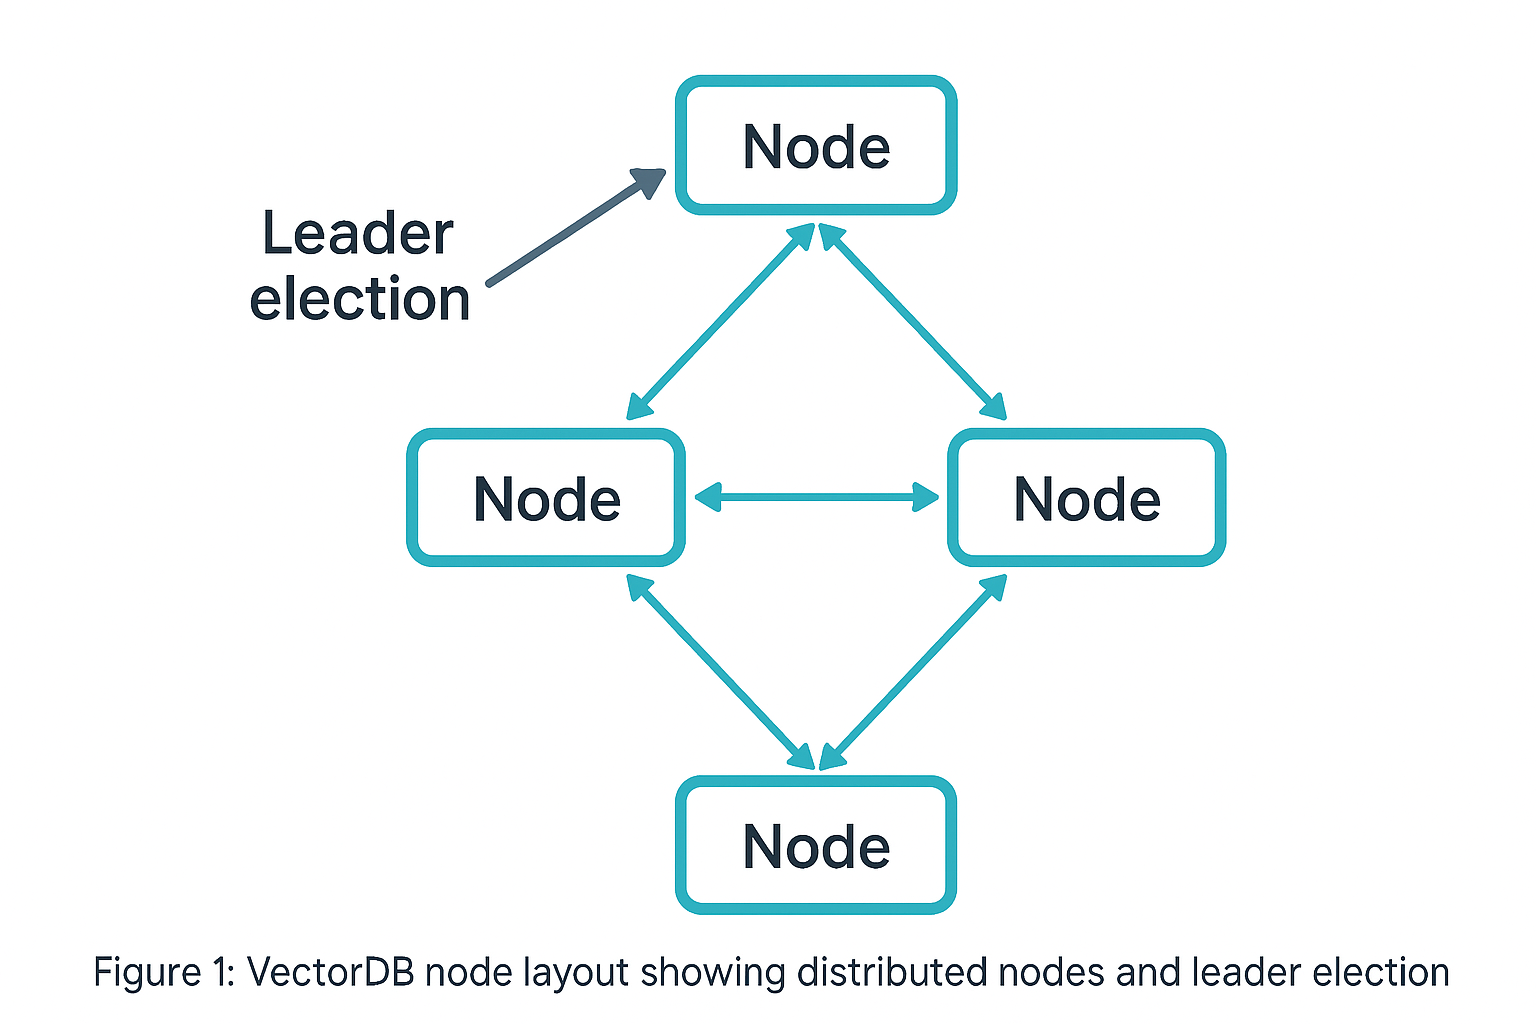 Node
Leader
election
Node
Node
Node
Figure 1: VectorDB node layout showing distributed nodes and leader election